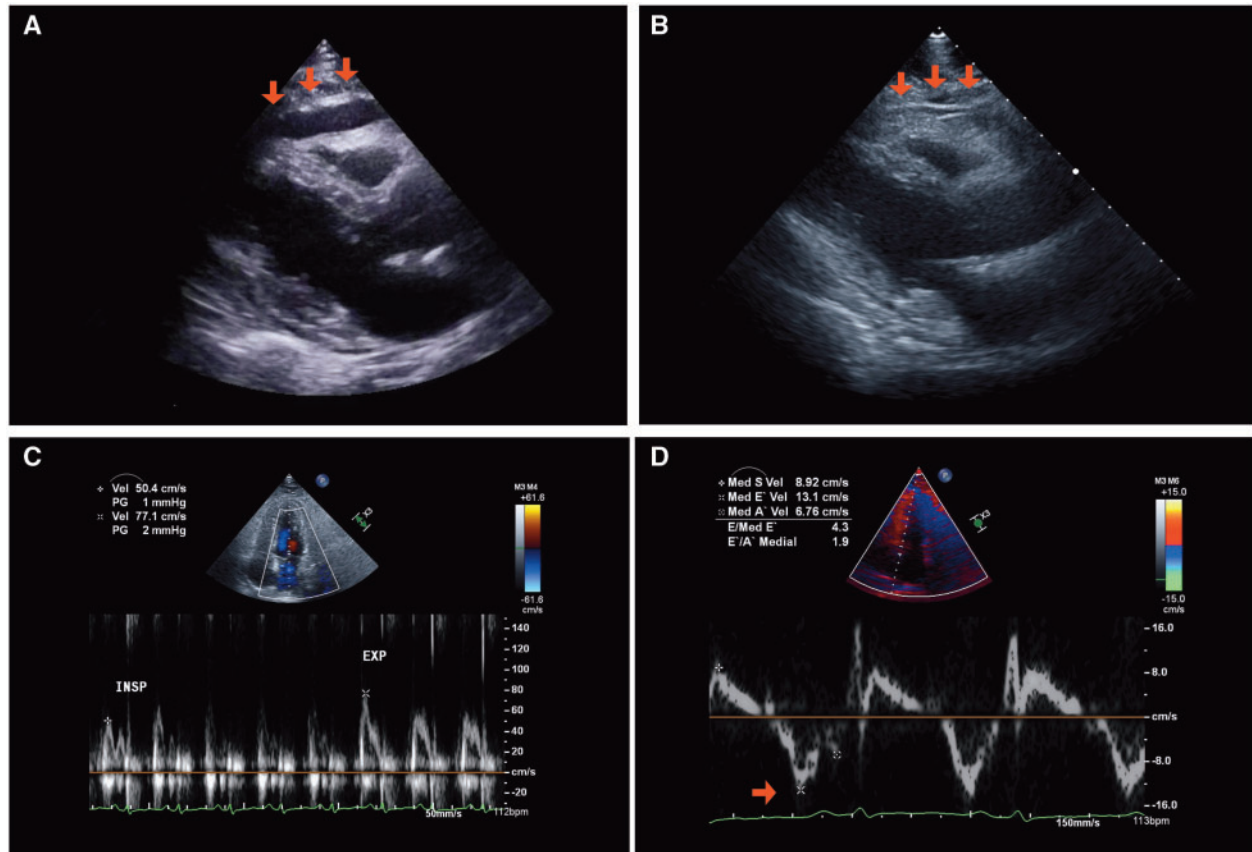 A
B
C
Vel 50.4 cm/s
PG 1 mmHg
Vel 77.1 cm/s
PG 2 mmHg
M3 M4
+61.6
-61.6
cm/s
INSP
EXP
140
120
100
80
60
40
20
cm/s
-20
50mm/s
112bpm
D
Med S Vel 8.92 cm/s
Med E` Vel 13.1 cm/s
Med A` Vel 6.76 cm/s
E/Med E` 4.3
E`/A` Medial 1.9
M3 M6
+15.0
-15.0
cm/s
16.0
8.0
cm/s
-8.0
-16.0
150mm/s
113bpm